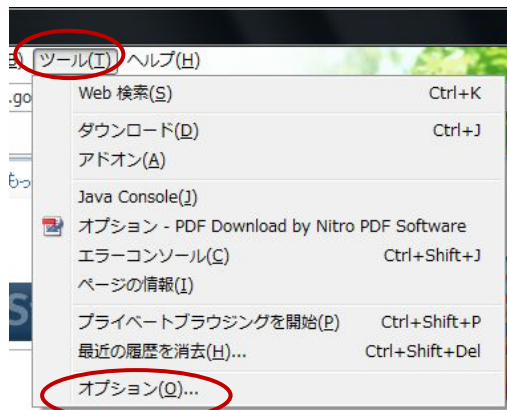 ツール(T) ヘルプ(H)
.go
Web 検索(S) Ctrl+K
ダウンロード(D) Ctrl+J
アドオン(A)
もっ
Java Console(J)
オプション - PDF Download by Nitro PDF Software
エラーコンソール(C) Ctrl+Shift+J
ページの情報(I)
プライベートブラウジングを開始(P) Ctrl+Shift+P
最近の履歴を消去(H)... Ctrl+Shift+Del
オプション(O)...